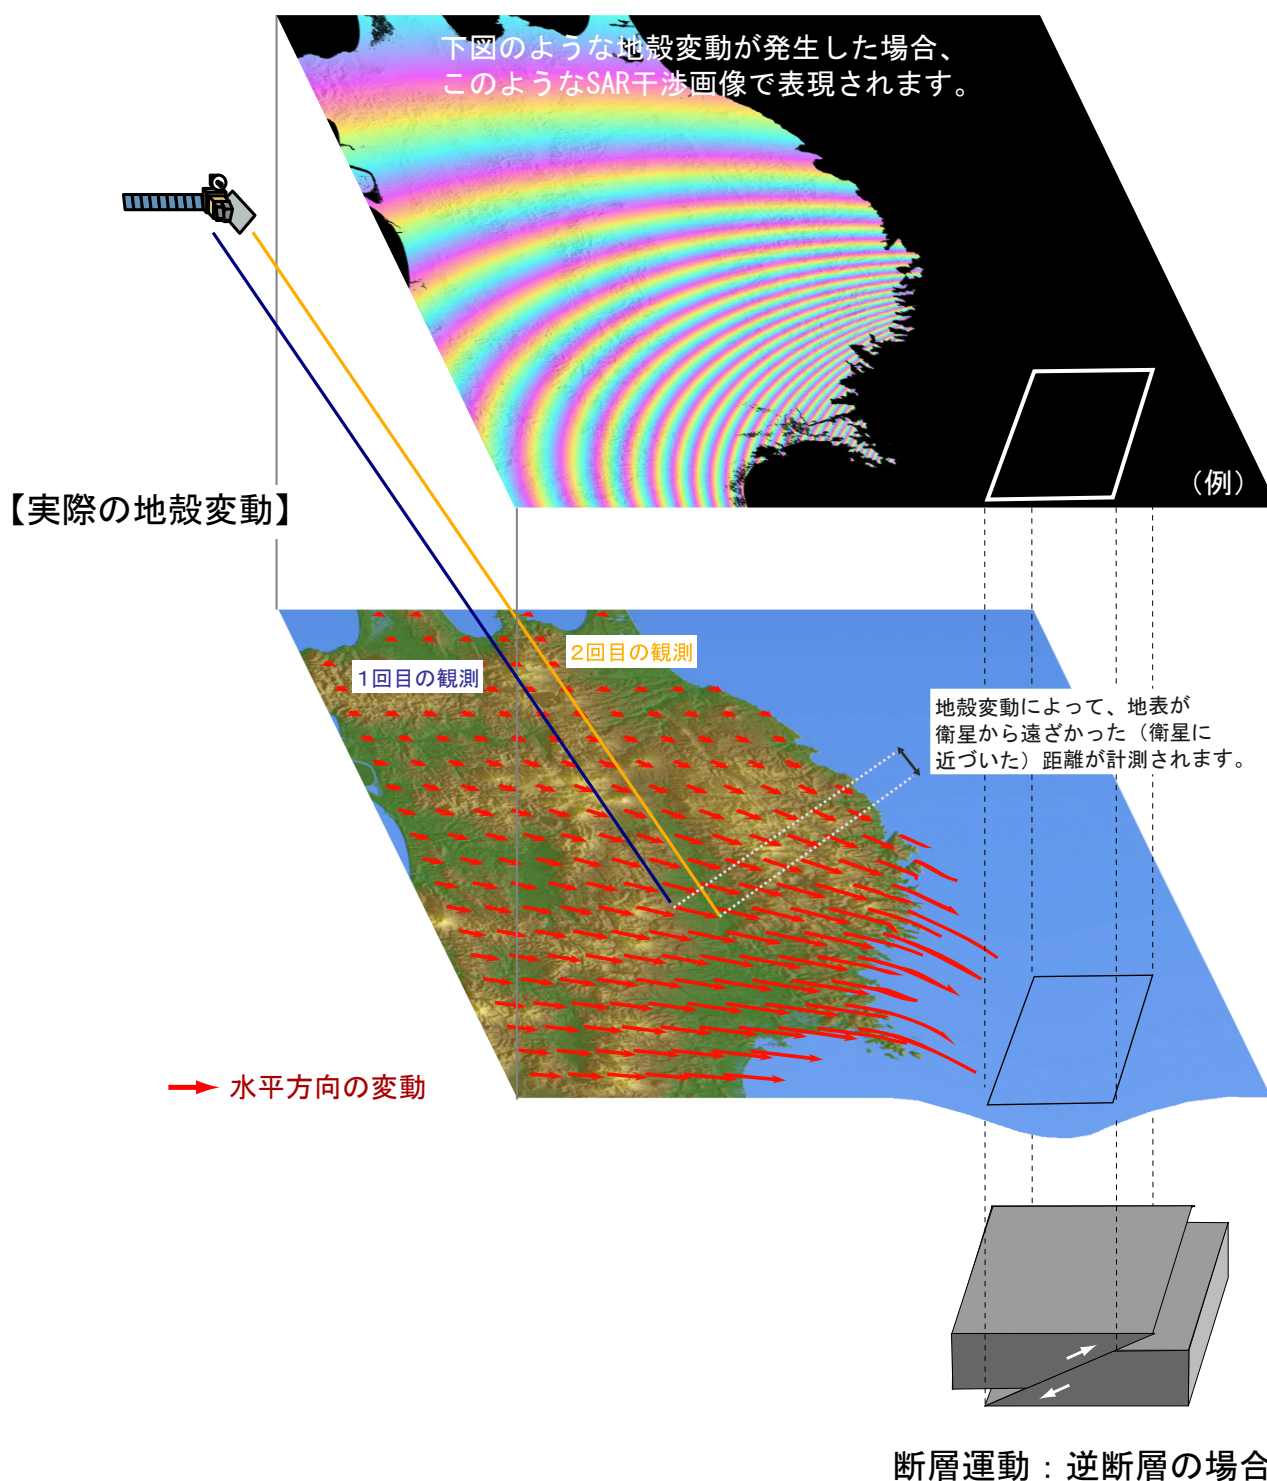 下図のような地殻変動が発生した場合、
このようなSAR干渉画像で表現されます。
(例)
【実際の地殻変動】
2回目の観測
1回目の観測
地殻変動によって、地表が
衛星から遠ざかった(衛星に
近づいた)距離が計測されます。
水平方向の変動
断層運動：逆断層の場合